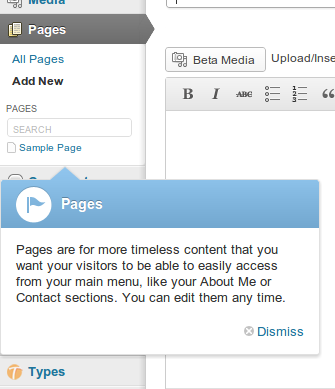 Media
Pages
All Pages
Add New
PAGES
SEARCH
Sample Page
Beta Media
Upload/Inse
B I ABC
Pages
Pages are for more timeless content that you
want your visitors to be able to easily access
from your main menu, like your About Me or
Contact sections. You can edit them any time.
Dismiss
Types